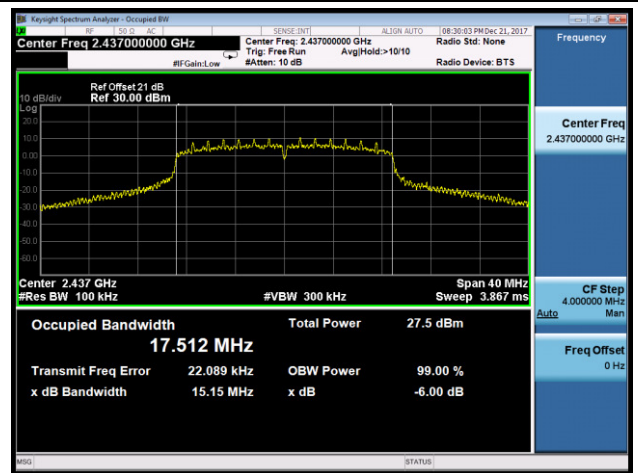 Keysight Spectrum Analyzer - Occupied BW
RF 50 Ω AC SENSE:INT ALIGN AUTO 08:30:03 PM Dec 21, 2017
Center Freq 2.437000000 GHz Center Freq: 2.437000000 GHz Radio Std: None Frequency
Trig: Free Run Avg|Hold:>10/10
#IFGain:Low #Atten: 10 dB Radio Device: BTS
Ref Offset 21 dB
10 dB/div Ref 30.00 dBm
Log
20.0
10.0
0.00
-10.0
-20.0
-30.0
-40.0
-50.0
-60.0
Center Freq
2.437000000 GHz
Center 2.437 GHz Span 40 MHz
#Res BW 100 kHz #VBW 300 kHz Sweep 3.867 ms
CF Step
4.000000 MHz
Auto Man
Occupied Bandwidth Total Power 27.5 dBm
17.512 MHz
Transmit Freq Error 22.089 kHz OBW Power 99.00 %
x dB Bandwidth 15.15 MHz x dB -6.00 dB
Freq Offset
0 Hz
MSG STATUS